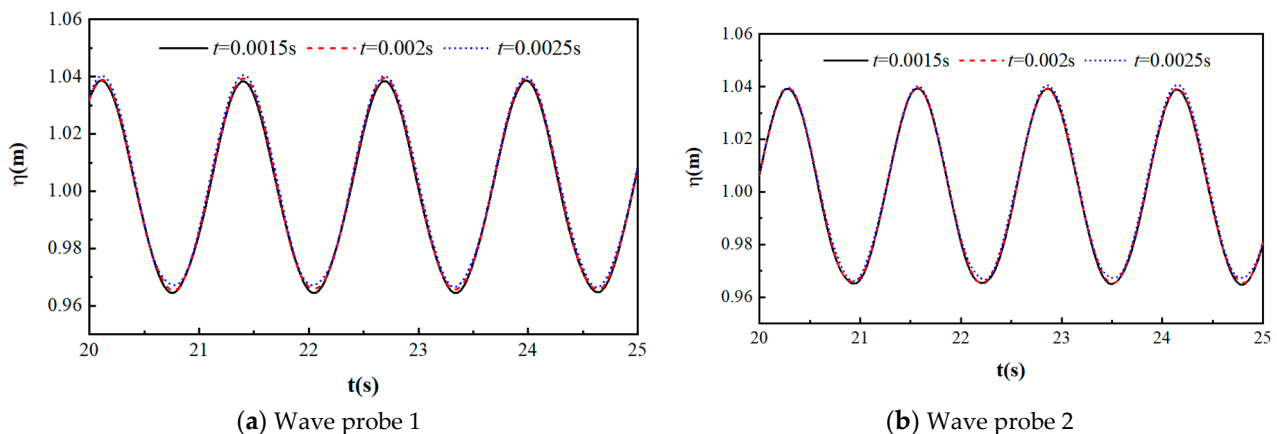 1.06
1.04
1.02
1.00
0.98
0.96
η(m)
t=0.0015s t=0.002s t=0.0025s
20 21 22 23 24 25
t(s)
(a) Wave probe 1
1.06
1.04
1.02
1.00
0.98
0.96
η(m)
t=0.0015s t=0.002s t=0.0025s
20 21 22 23 24 25
t(s)
(b) Wave probe 2